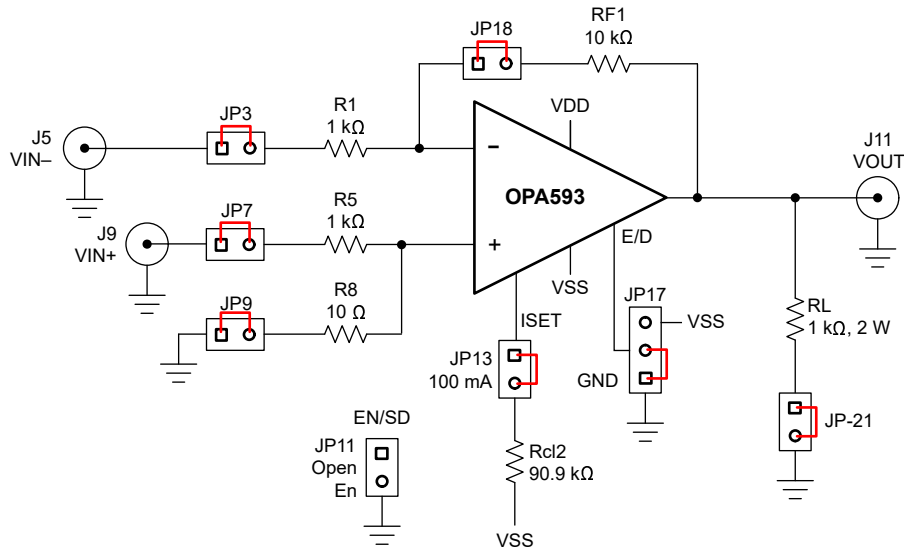 RF1
10 kΩ
JP18
J5
VIN–
JP3
R1
1 kΩ
–
VDD
OPA593
J11
VOUT
J9
VIN+
JP7
R5
1 kΩ
+
E/D
VSS
JP9
R8
10 Ω
ISET
JP17
VSS
GND
RL
1 kΩ, 2 W
JP13
100 mA
JP-21
EN/SD
JP11
Open
En
Rcl2
90.9 kΩ
VSS